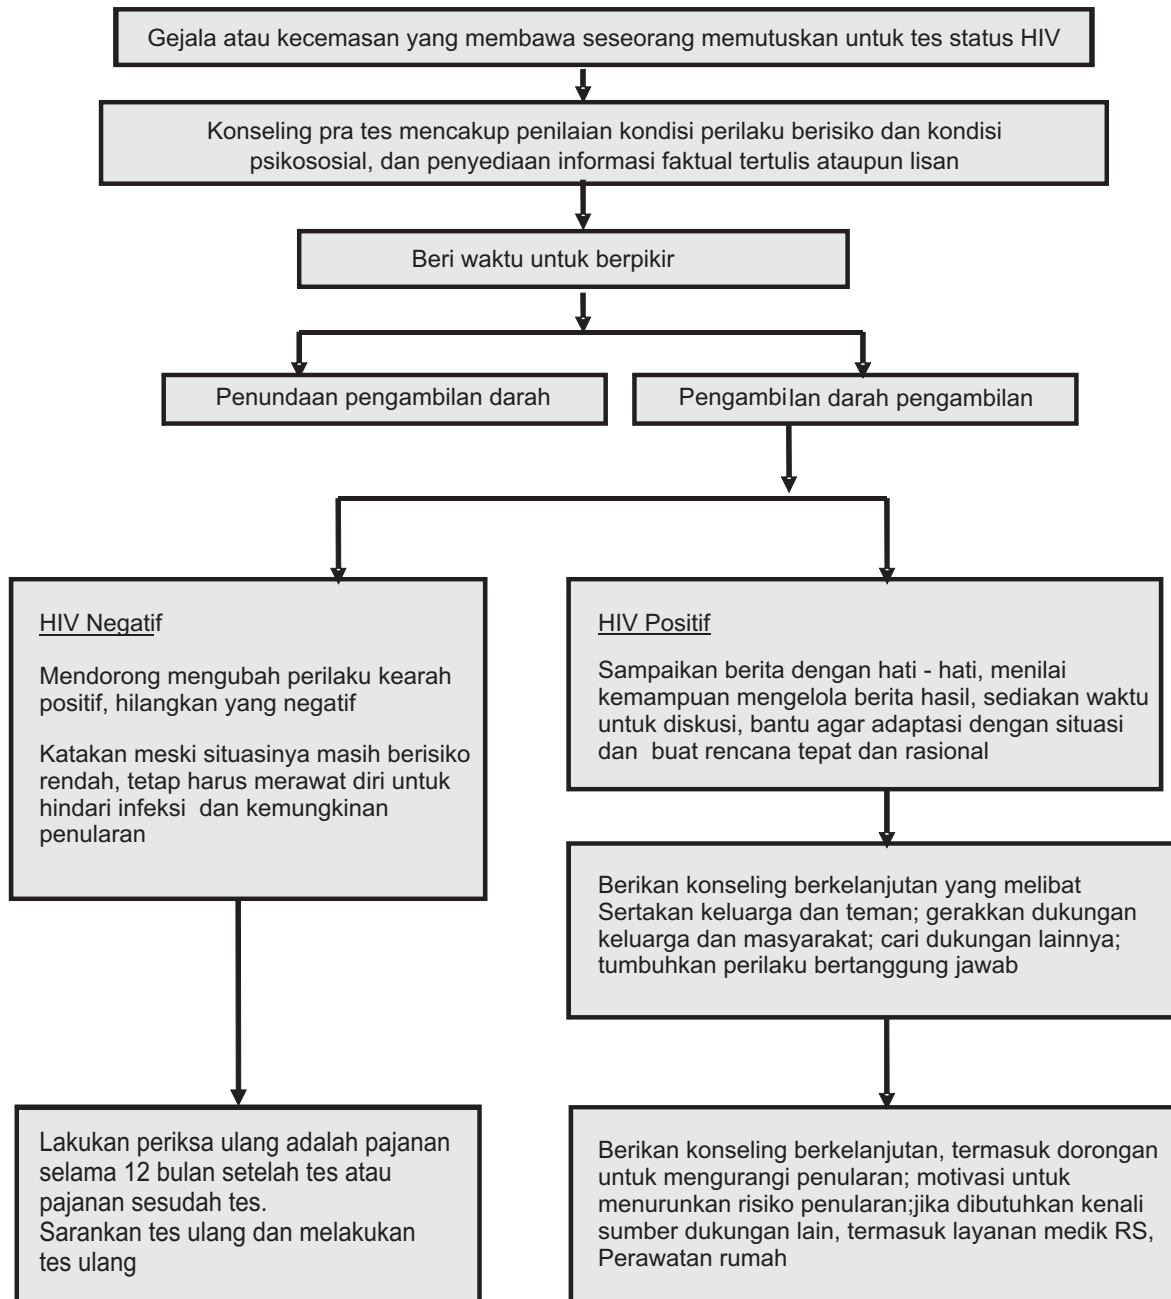 Gejala atau kecemasan yang membawa seseorang memutuskan untuk tes status HIV
Konseling pra tes mencakup penilaian kondisi perilaku berisiko dan kondisi
psikososial, dan penyediaan informasi faktual tertulis ataupun lisan
Beri waktu untuk berpikir
Penundaan pengambilan darah
Pengambilan darah pengambilan
HIV Negatif
Mendorong mengubah perilaku kearah
positif, hilangkan yang negatif
Katakan meski situasinya masih berisiko
rendah, tetap harus merawat diri untuk
hindari infeksi dan kemungkinan
penularan
HIV Positif
Sampaikan berita dengan hati - hati, menilai
kemampuan mengelola berita hasil, sediakan waktu
untuk diskusi, bantu agar adaptasi dengan situasi
dan buat rencana tepat dan rasional
Berikan konseling berkelanjutan yang melibat
Sertakan keluarga dan teman; gerakkan dukungan
keluarga dan masyarakat; cari dukungan lainnya;
tumbuhkan perilaku bertanggung jawab
Lakukan periksa ulang adalah pajanan
selama 12 bulan setelah tes atau
pajanan sesudah tes.
Sarankan tes ulang dan melakukan
tes ulang
Berikan konseling berkelanjutan, termasuk dorongan
untuk mengurangi penularan; motivasi untuk
menurunkan risiko penularan;jika dibutuhkan kenali
sumber dukungan lain, termasuk layanan medik RS,
Perawatan rumah